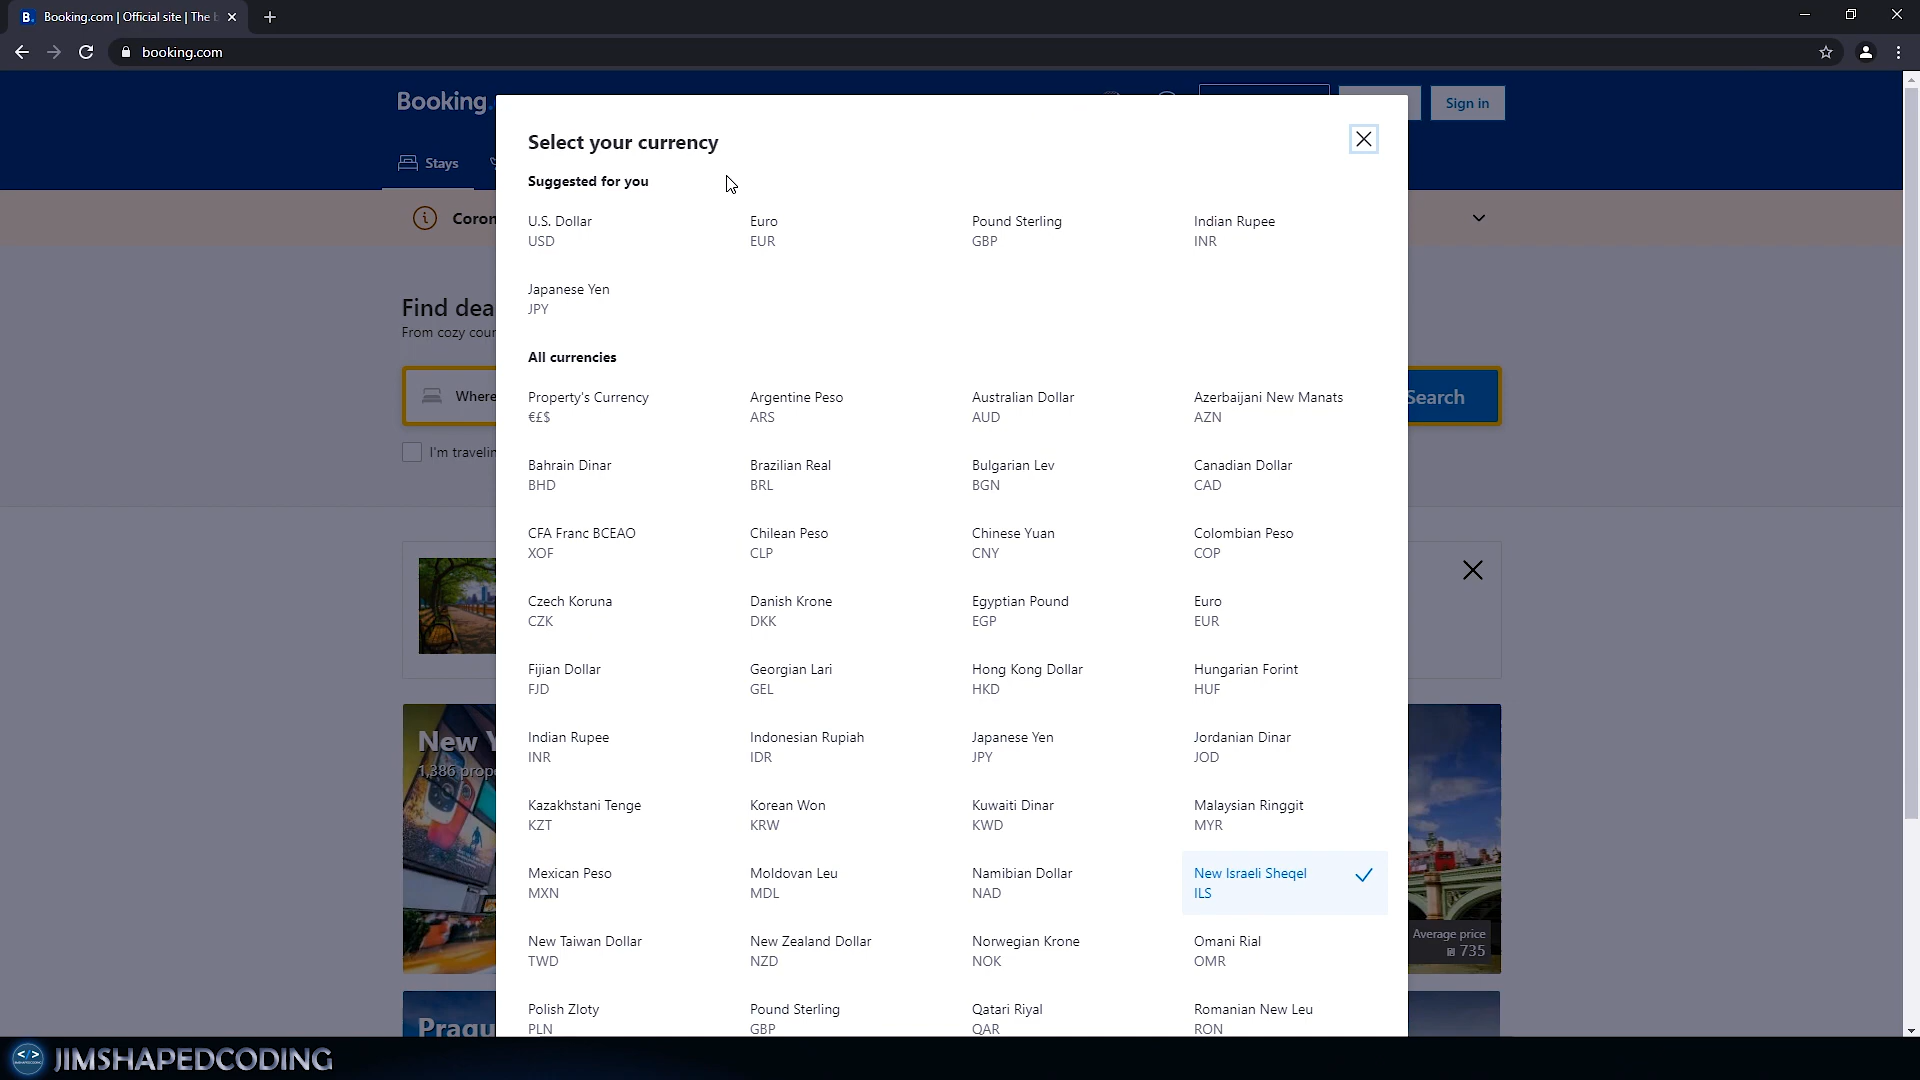 Booking.com | Official site | The b
booking.com
Booking.
Sign in
Stays
Select your currency
Suggested for you
Coron
U.S. Dollar
USD
Euro
EUR
Pound Sterling
GBP
Indian Rupee
INR
Japanese Yen
JPY
Find dea
From cozy cour
All currencies
Where
Search
I'm travelin
Property's Currency
€£$
Argentine Peso
ARS
Australian Dollar
AUD
Azerbaijani New Manats
AZN
Bahrain Dinar
BHD
Brazilian Real
BRL
Bulgarian Lev
BGN
Canadian Dollar
CAD
CFA Franc BCEAO
XOF
Chilean Peso
CLP
Chinese Yuan
CNY
Colombian Peso
COP
Czech Koruna
CZK
Danish Krone
DKK
Egyptian Pound
EGP
Euro
EUR
Fijian Dollar
FJD
Georgian Lari
GEL
Hong Kong Dollar
HKD
Hungarian Forint
HUF
Indian Rupee
INR
Indonesian Rupiah
IDR
Japanese Yen
JPY
Jordanian Dinar
JOD
Kazakhstani Tenge
KZT
Korean Won
KRW
Kuwaiti Dinar
KWD
Malaysian Ringgit
MYR
Mexican Peso
MXN
Moldovan Leu
MDL
Namibian Dollar
NAD
New Israeli Sheqel
ILS
New Taiwan Dollar
TWD
New Zealand Dollar
NZD
Norwegian Krone
NOK
Omani Rial
OMR
Polish Zloty
PLN
Pound Sterling
GBP
Qatari Riyal
QAR
Romanian New Leu
RON
New Y
1,386 prope
Average price
₪ 735
Pragu
JIMSHAPEDCODING